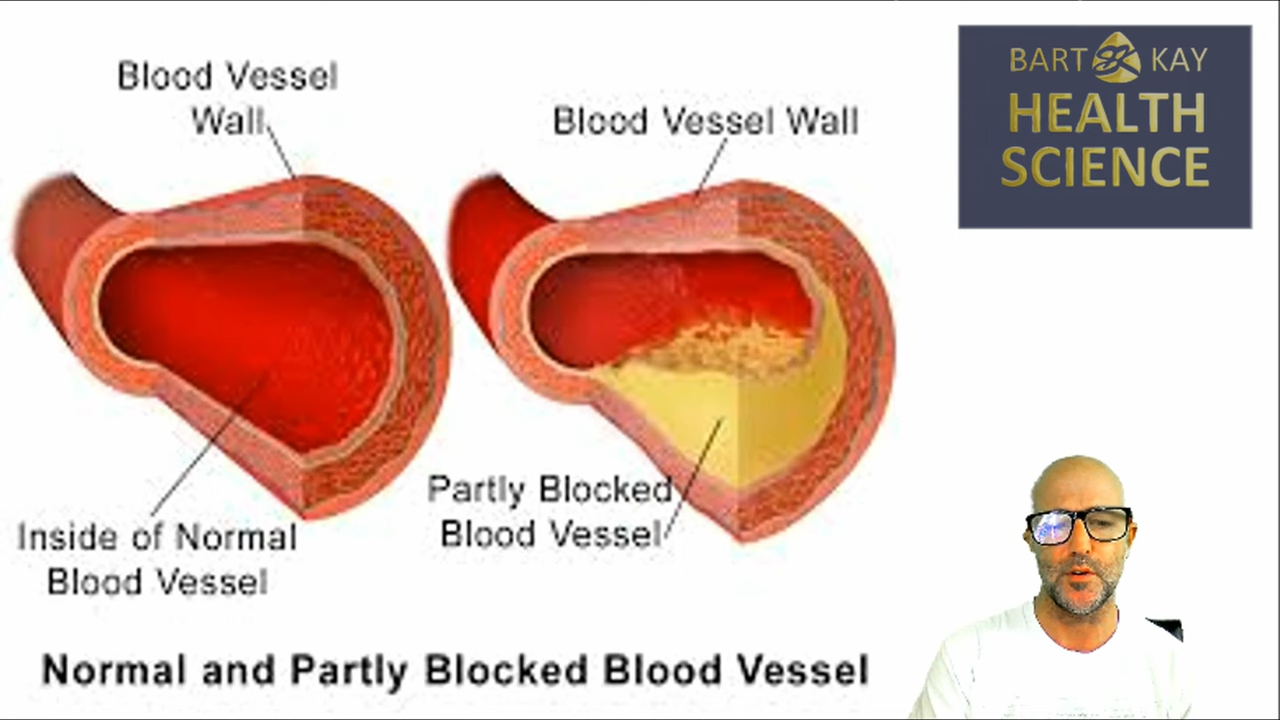 Blood Vessel
Wall
Blood Vessel Wall
BART BK KAY
HEALTH
SCIENCE
Partly Blocked
Blood Vessel
Inside of Normal
Blood Vessel
Normal and Partly Blocked Blood Vessel